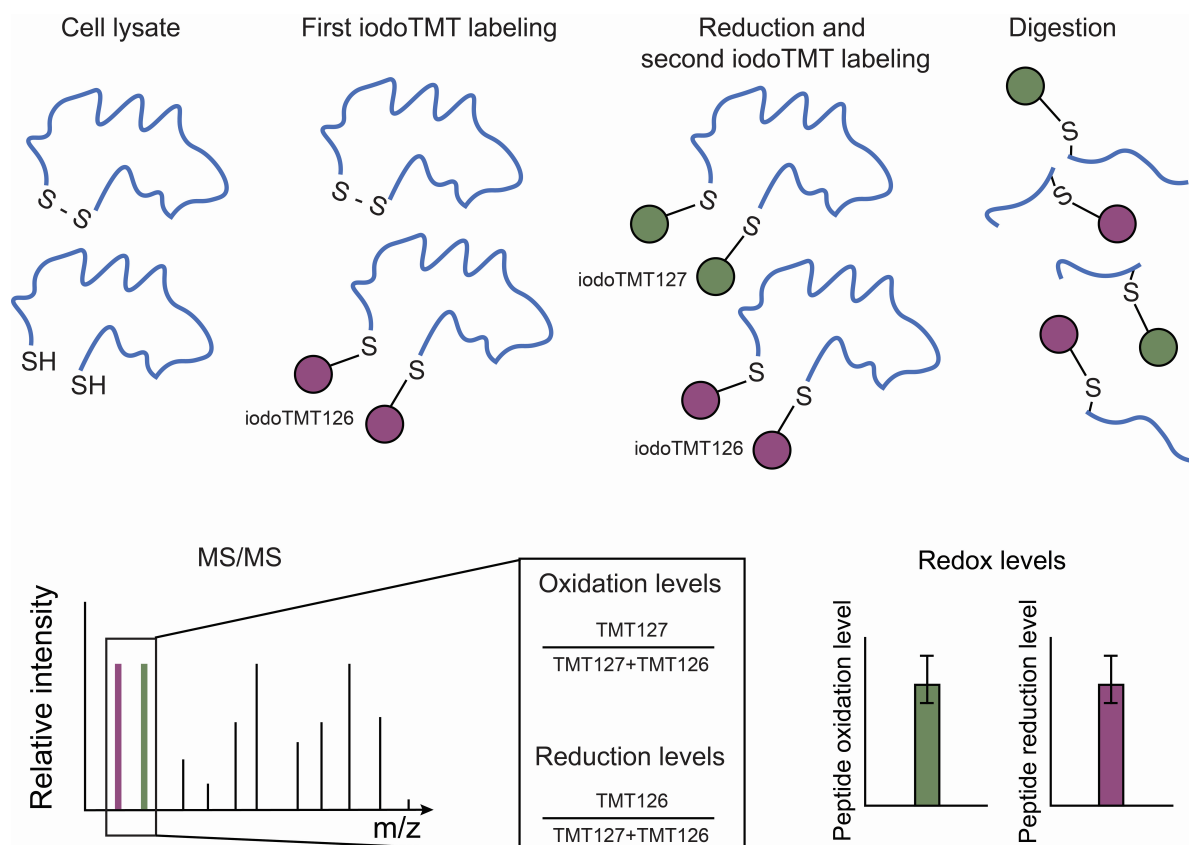 Cell lysate
First iodoTMT labeling
Reduction and
second iodoTMT labeling
Digestion
S
S
SH
SH
S
S
S
S
iodoTMT126
S
S
iodoTMT127
S
S
iodoTMT126
S
S
S
S
MS/MS
Relative intensity
m/z
Oxidation levels
TMT127
TMT127+TMT126
Reduction levels
TMT126
TMT127+TMT126
Redox levels
Peptide oxidation level
Peptide reduction level